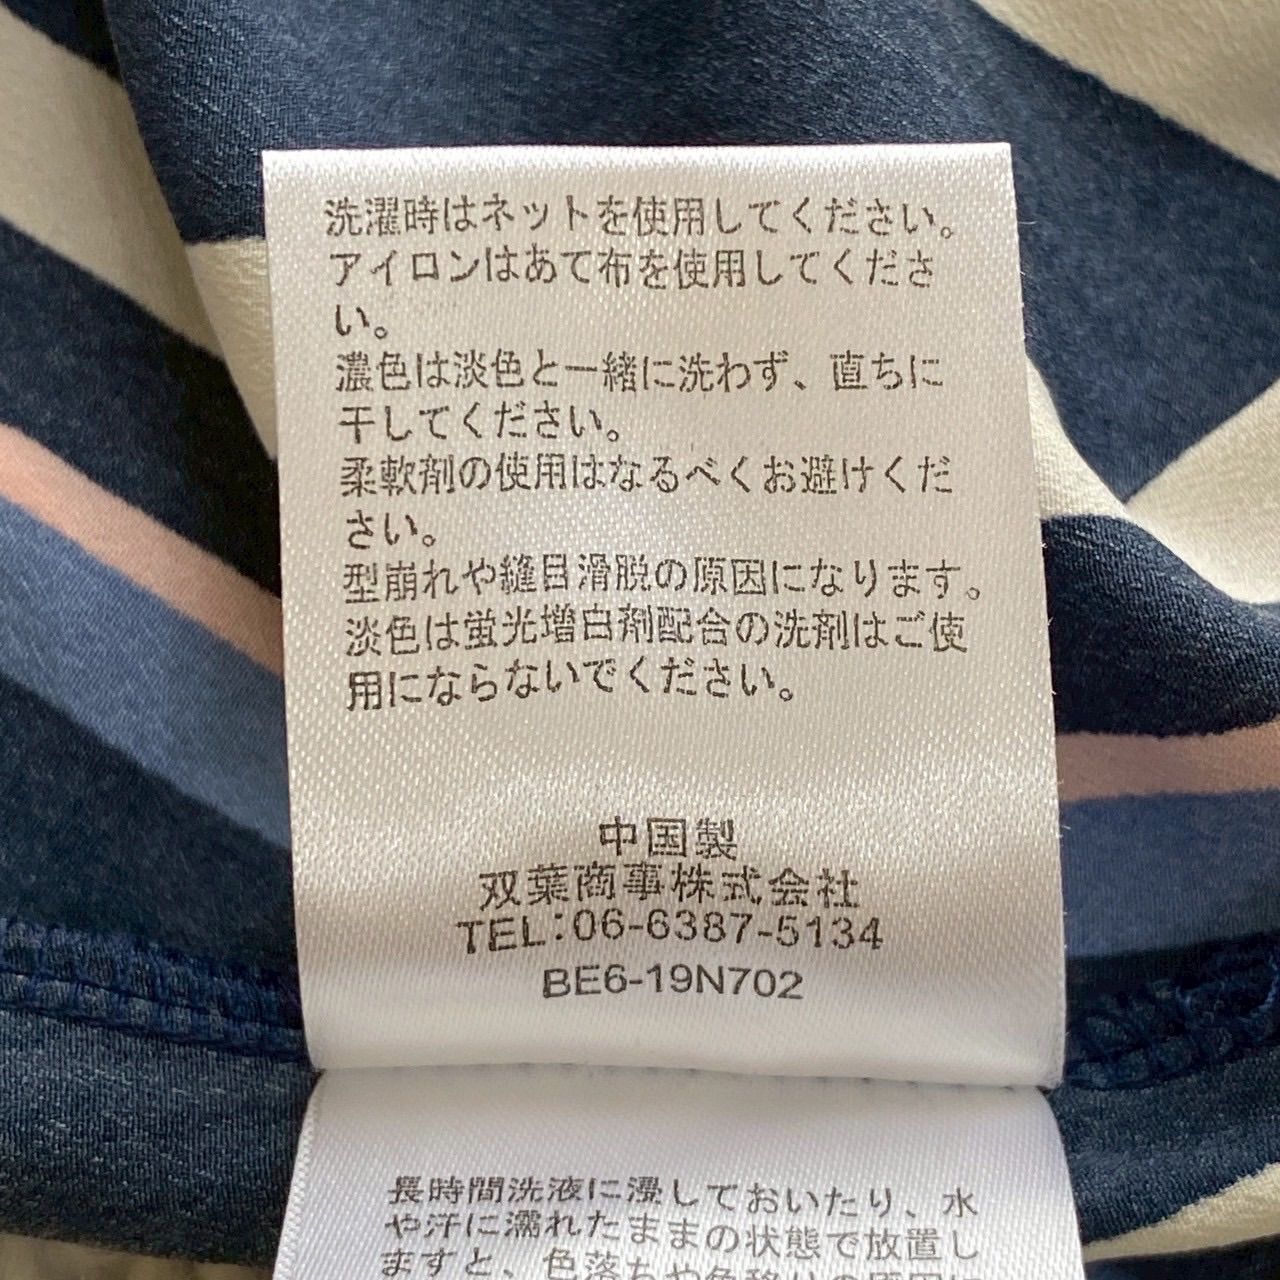 洗濯時はネットを使用してください。
アイロンはあて布を使用してくださ
い。
濃色は淡色と一緒に洗わず、直ちに
干してください。
柔軟剤の使用はなるべくお避けくだ
さい。
型崩れや縫目滑脱の原因になります。
淡色は蛍光増白剤配合の洗剤はご使
用にならないでください。
中国製
双葉商事株式会社
TEL:06-6387-5134
BE6-19N702
長時間洗液に浸しておいたり、水
や汗に濡れたままの状態で放置し
ますと、色落ちや色移りの原因に